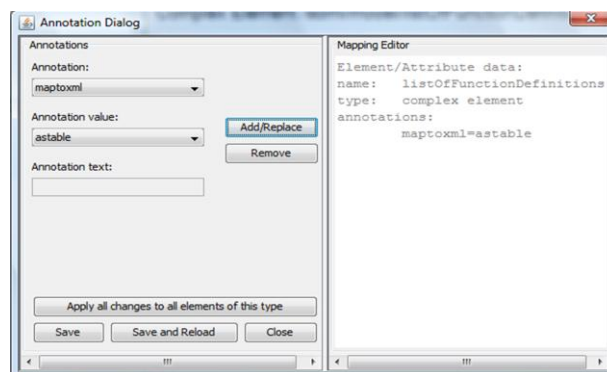 Annotation Dialog
Annotations
Annotation:
maptoxml
Annotation value:
astable
Add/Replace
Remove
Annotation text:
Apply all changes to all elements of this type
Save
Save and Reload
Close
Mapping Editor
Element/Attribute data:
name: listOfFunctionDefinitions
type: complex element
annotations:
maptoxml=astable